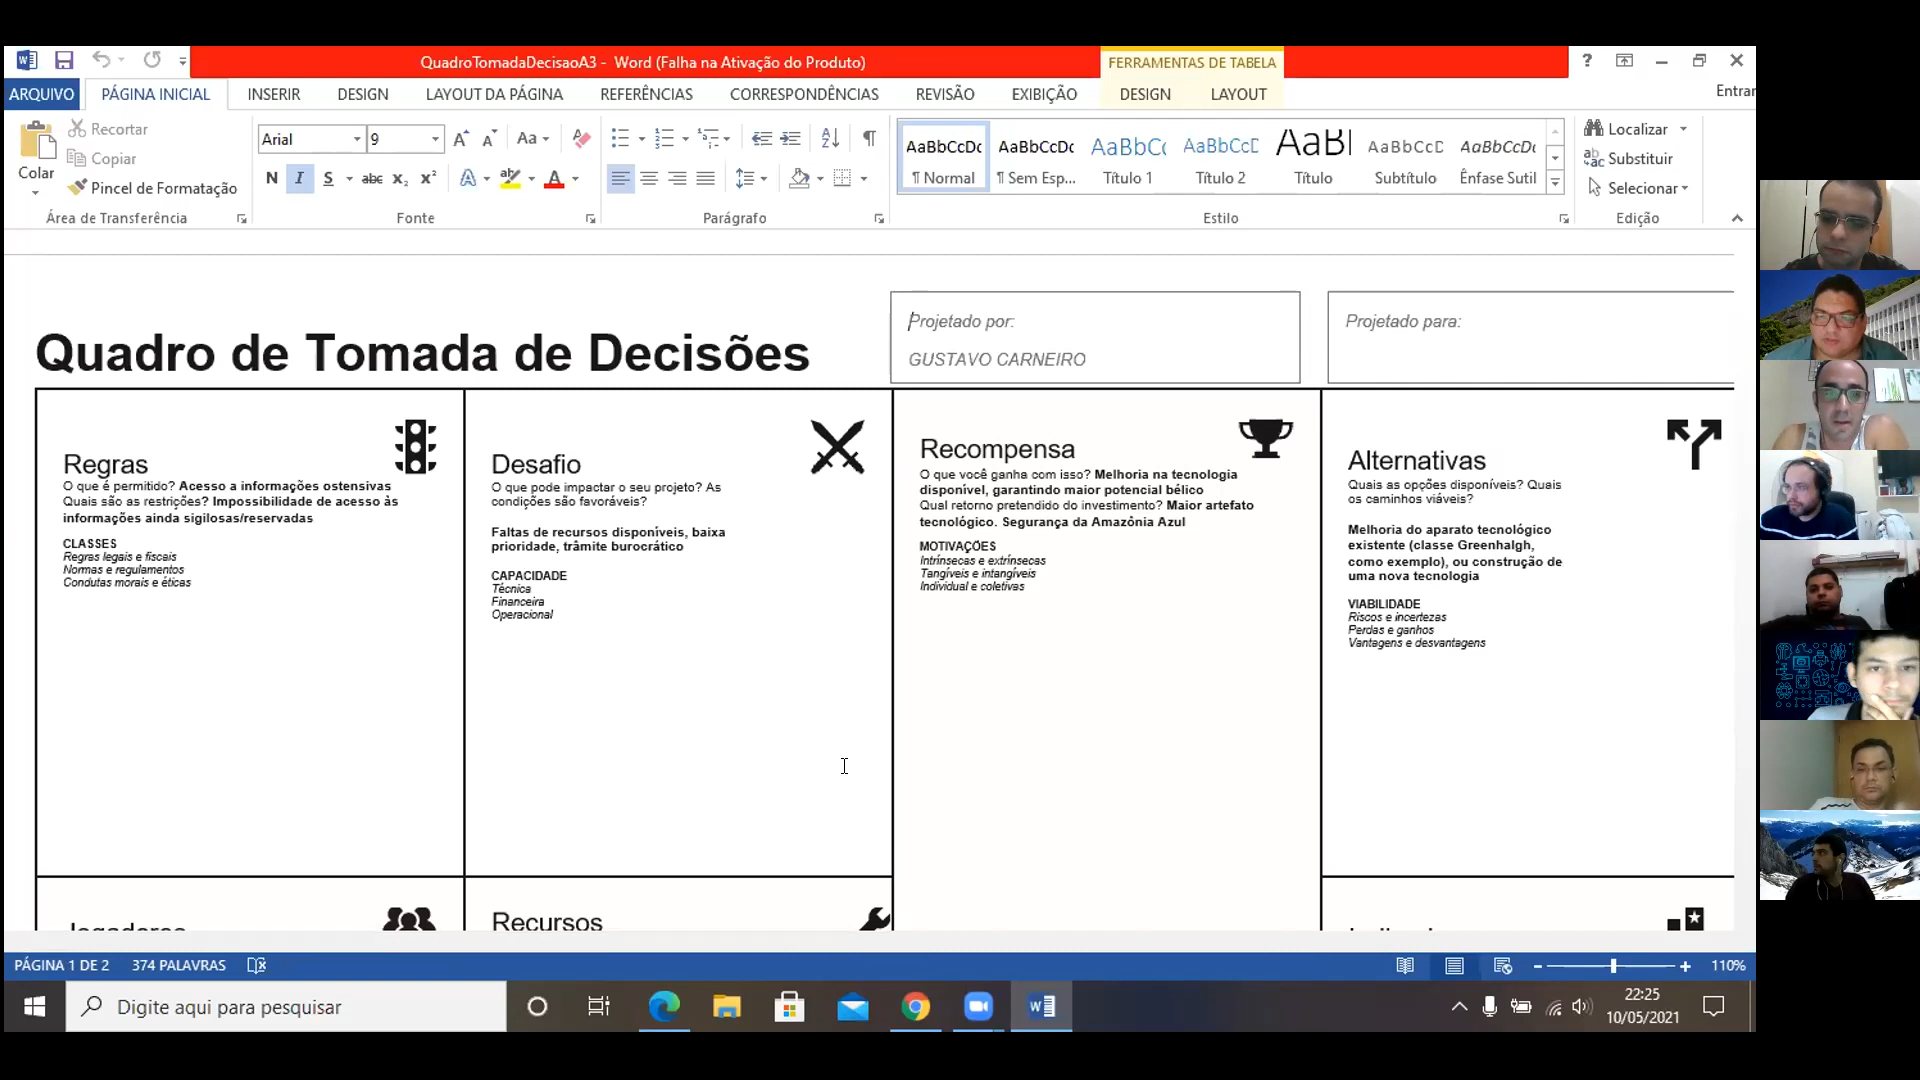 QuadroTomadaDecisaoA3 - Word (Falha na Ativação do Produto)
FERRAMENTAS DE TABELA
?
ARQUIVO
PÁGINA INICIAL
INSERIR
DESIGN
LAYOUT DA PÁGINA
REFERÊNCIAS
CORRESPONDÊNCIAS
REVISÃO
EXIBIÇÃO
DESIGN
LAYOUT
Entrar
Colar
Recortar
Copiar
Pincel de Formatação
Área de Transferência
Arial
9
Aa
N I S abc x₂ x²
Fonte
Parágrafo
AaBbCcDc
¶ Normal
AaBbCcDc
¶ Sem Esp...
AaBbCc
Título 1
AaBbCcC
Título 2
AaBl
Título
AaBbCcC
Subtítulo
AaBbCcDc
Ênfase Sutil
Estilo
Localizar
Substituir
Selecionar
Edição
Quadro de Tomada de Decisões
Projetado por:
GUSTAVO CARNEIRO
Projetado para:
Regras
O que é permitido? Acesso a informações ostensivas
Quais são as restrições? Impossibilidade de acesso às
informações ainda sigilosas/reservadas
CLASSES
Regras legais e fiscais
Normas e regulamentos
Condutas morais e éticas
Desafio
O que pode impactar o seu projeto? As
condições são favoráveis?
Faltas de recursos disponíveis, baixa
prioridade, trâmite burocrático
CAPACIDADE
Técnica
Financeira
Operacional
Recompensa
O que você ganha com isso? Melhoria na tecnologia
disponível, garantindo maior potencial bélico
Qual retorno pretendido do investimento? Maior artefato
tecnológico. Segurança da Amazônia Azul
MOTIVAÇÕES
Intrínsecas e extrínsecas
Tangíveis e intangíveis
Individual e coletivas
Alternativas
Quais as opções disponíveis? Quais
os caminhos viáveis?
Melhoria do aparato tecnológico
existente (classe Greenhalgh,
como exemplo), ou construção de
uma nova tecnologia
VIABILIDADE
Riscos e incertezas
Perdas e ganhos
Vantagens e desvantagens
Jogadores
Recursos
PÁGINA 1 DE 2
374 PALAVRAS
110%
Digite aqui para pesquisar
22:25
10/05/2021